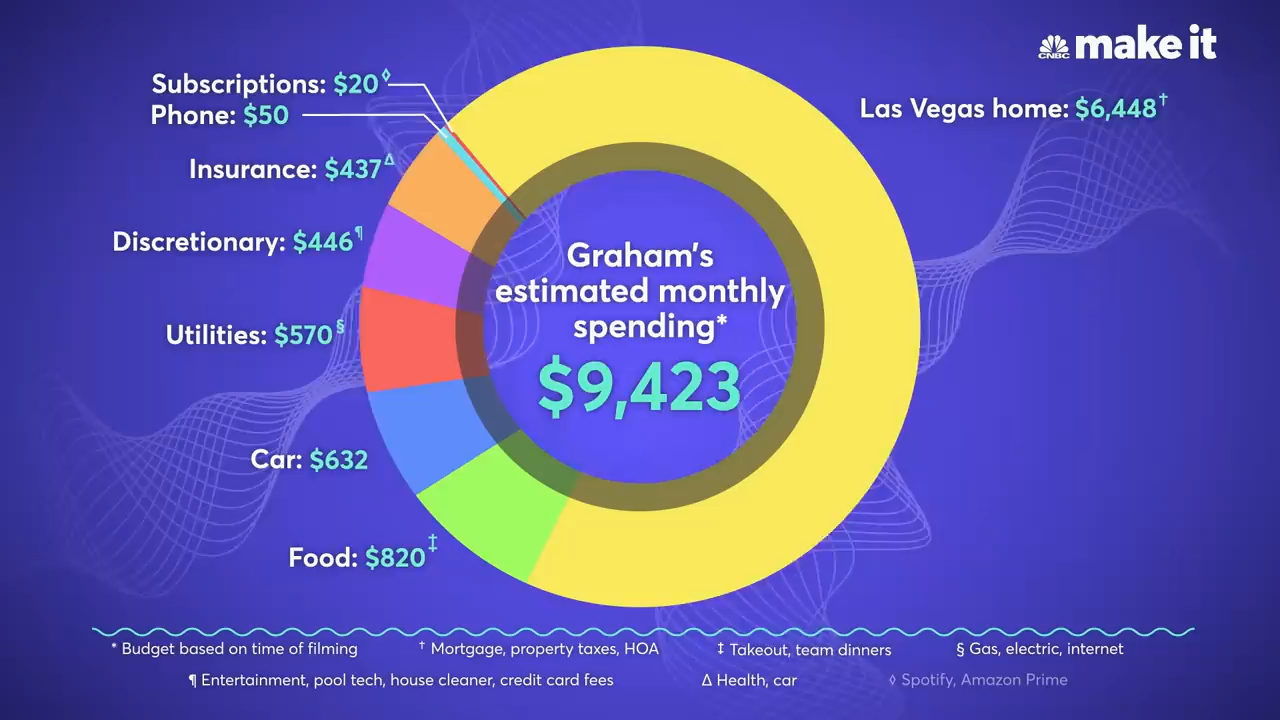 CNBC make it
Subscriptions: $20◊
Phone: $50
Las Vegas home: $6,448†
Insurance: $437Δ
Discretionary: $446¶
Graham's
estimated monthly
spending*
$9,423
Utilities: $570§
Car: $632
Food: $820‡
* Budget based on time of filming
† Mortgage, property taxes, HOA
‡ Takeout, team dinners
§ Gas, electric, internet
¶ Entertainment, pool tech, house cleaner, credit card fees
Δ Health, car
◊ Spotify, Amazon Prime